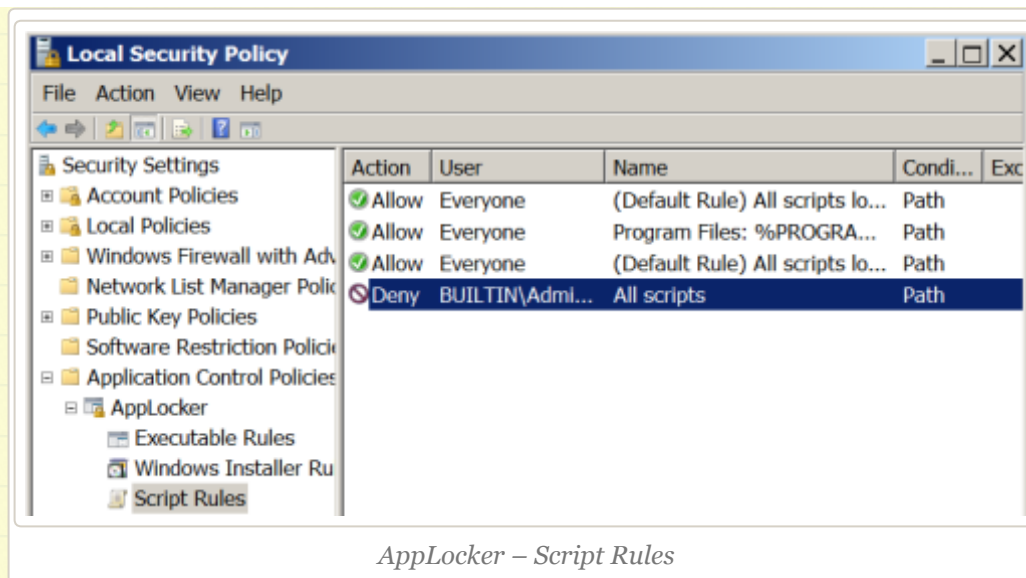 Local Security Policy
File Action View Help
Security Settings
Account Policies
Local Policies
Windows Firewall with Adv
Network List Manager Polic
Public Key Policies
Software Restriction Policie
Application Control Policies
AppLocker
Executable Rules
Windows Installer Ru
Script Rules
Action User Name Condi... Exc
Allow Everyone (Default Rule) All scripts lo... Path
Allow Everyone Program Files: %PROGRA... Path
Allow Everyone (Default Rule) All scripts lo... Path
Deny BUILTIN\Admi... All scripts Path
AppLocker – Script Rules